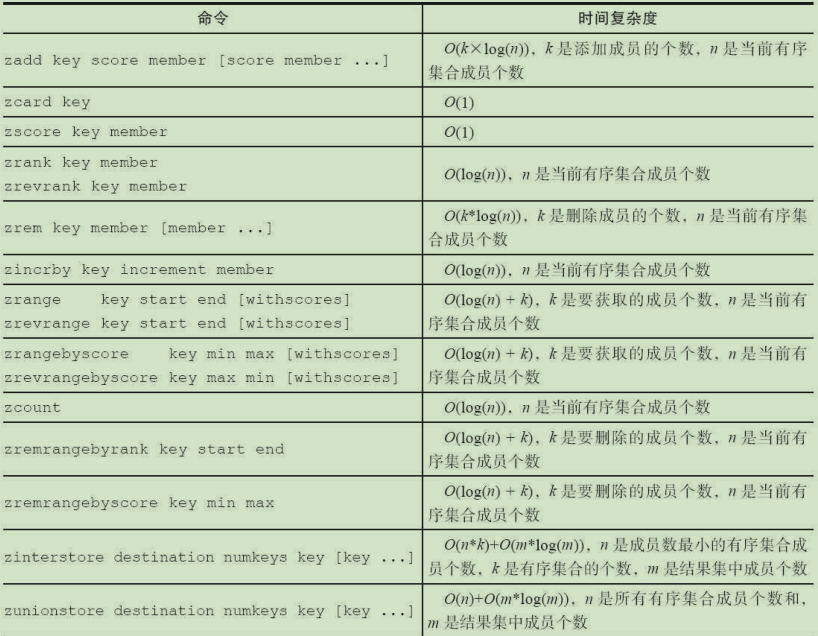 命令 时间复杂度
zadd key score member [score member ...] O(k×log(n))，k 是添加成员的个数，n 是当前有序
集合成员个数
zcard key O(1)
zscore key member O(1)
zrank key member
zrevrank key member
O(log(n))，n 是当前有序集合成员个数
zrem key member [member ...] O(k*log(n))，k 是删除成员的个数，n 是当前有序集
合成员个数
zincrby key increment member O(log(n))，n 是当前有序集合成员个数
zrange key start end [withscores]
zrevrange key start end [withscores]
O(log(n) + k)，k 是要获取的成员个数，n 是当前有
序集合成员个数
zrangebyscore key min max [withscores]
zrevrangebyscore key max min [withscores]
O(log(n) + k)，k 是要获取的成员个数，n 是当前有
序集合成员个数
zcount O(log(n))，n 是当前有序集合成员个数
zremrangebyrank key start end O(log(n) + k)，k 是要删除的成员个数，n 是当前有
序集合成员个数
zremrangebyscore key min max O(log(n) + k)，k 是要删除的成员个数，n 是当前有
序集合成员个数
zinterstore destination numkeys key [key ...] O(n*k)+O(m*log(m))，n 是成员数最小的有序集合成
员个数，k 是有序集合的个数，m 是结果集中成员个数
zunionstore destination numkeys key [key ...] O(n)+O(m*log(m))，n 是所有有序集合成员个数和，
m 是结果集中成员个数